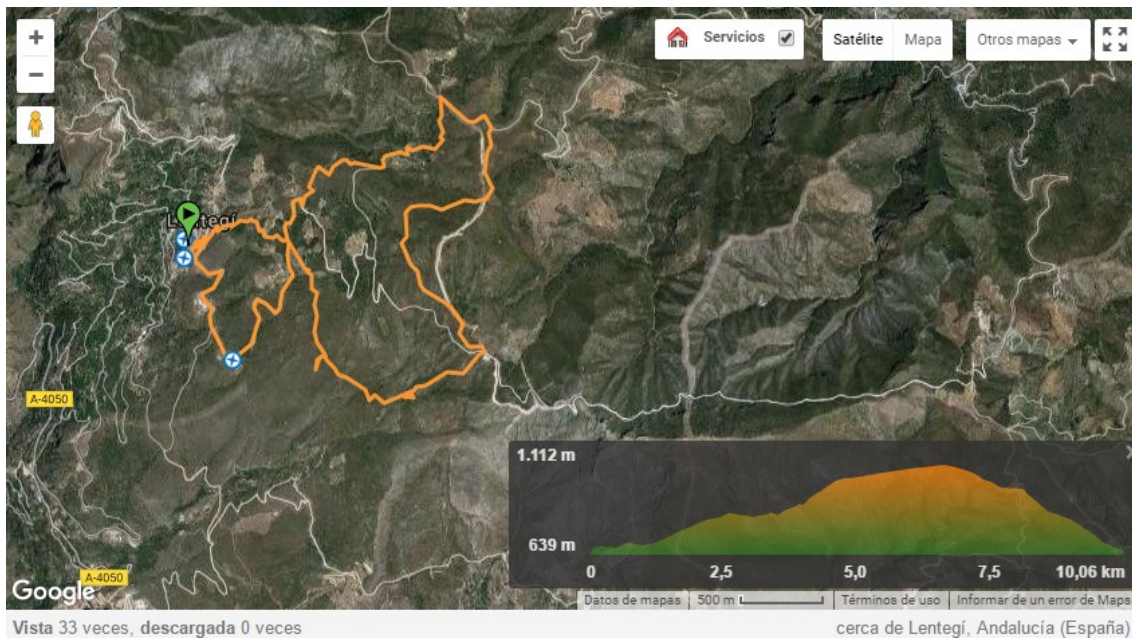 +
−
Servicios
Satélite Mapa
Otros mapas
Lentegí
A-4050
1.112 m
639 m
0 2,5 5,0 7,5 10,06 km
A-4050
Google
Datos de mapas 500 m Términos de uso Informar de un error de Maps
Vista 33 veces, descargada 0 veces
cerca de Lentegí, Andalucía (España)